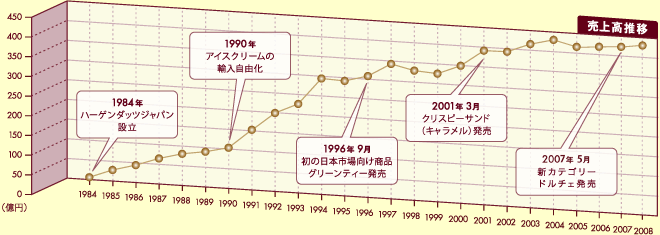 売上高推移
450
400
350
300
250
200
150
100
50
0
(億円)
1984年
ハーゲンダッツジャパン
設立
1990年
アイスクリームの
輸入自由化
1996年 9月
初の日本市場向け商品
グリーンティー発売
2001年 3月
クリスピーサンド
(キャラメル)発売
2007年 5月
新カテゴリー
ドルチェ発売
1984 1985 1986 1987 1988 1989 1990 1991 1992 1993 1994 1995 1996 1997 1998 1999 2000 2001 2002 2003 2004 2005 2006 2007 2008